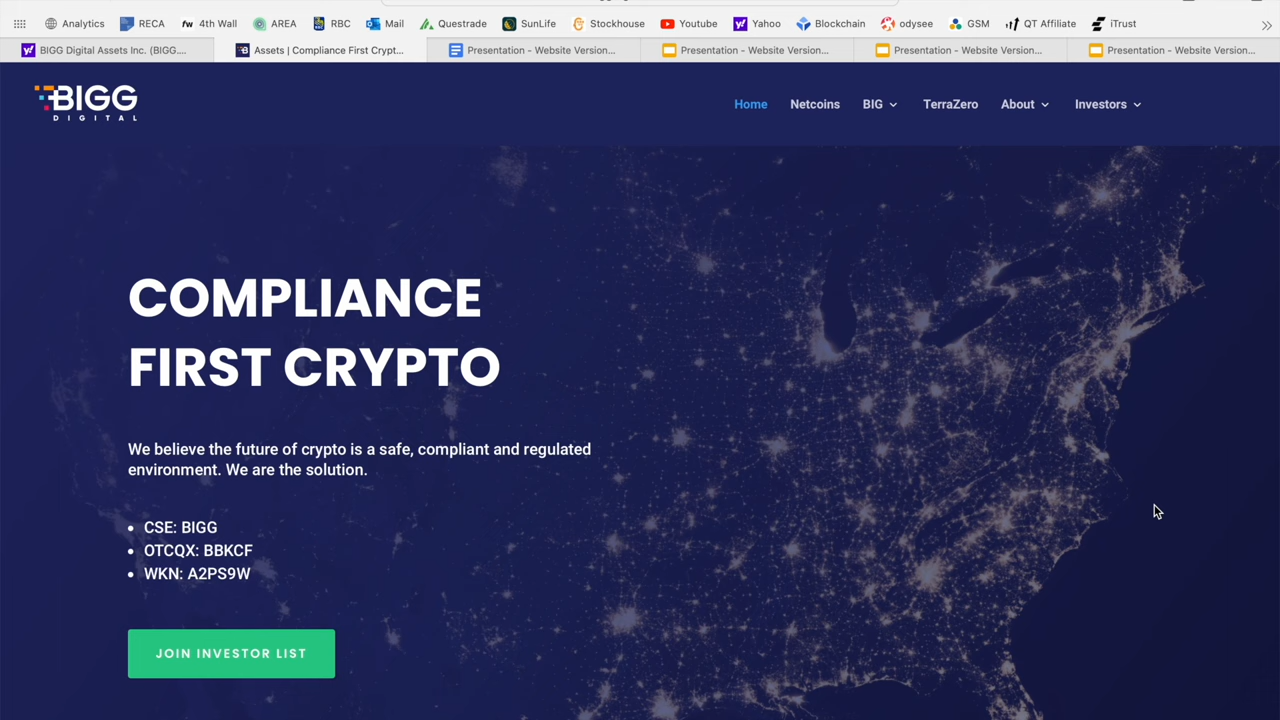 Analytics
RECA
fw 4th Wall
AREA
RBC
Mail
Questrade
SunLife
Stockhouse
Youtube
Yahoo
Blockchain
odysee
GSM
QT Affiliate
iTrust
BIGG Digital Assets Inc. (BIGG....
Assets | Compliance First Crypt...
Presentation - Website Version...
Presentation - Website Version...
Presentation - Website Version...
Presentation - Website Version...
BIGG
DIGITAL
Home
Netcoins
BIG
TerraZero
About
Investors
COMPLIANCE
FIRST CRYPTO
We believe the future of crypto is a safe, compliant and regulated
environment. We are the solution.
• CSE: BIGG
• OTCQX: BBKCF
• WKN: A2PS9W
JOIN INVESTOR LIST